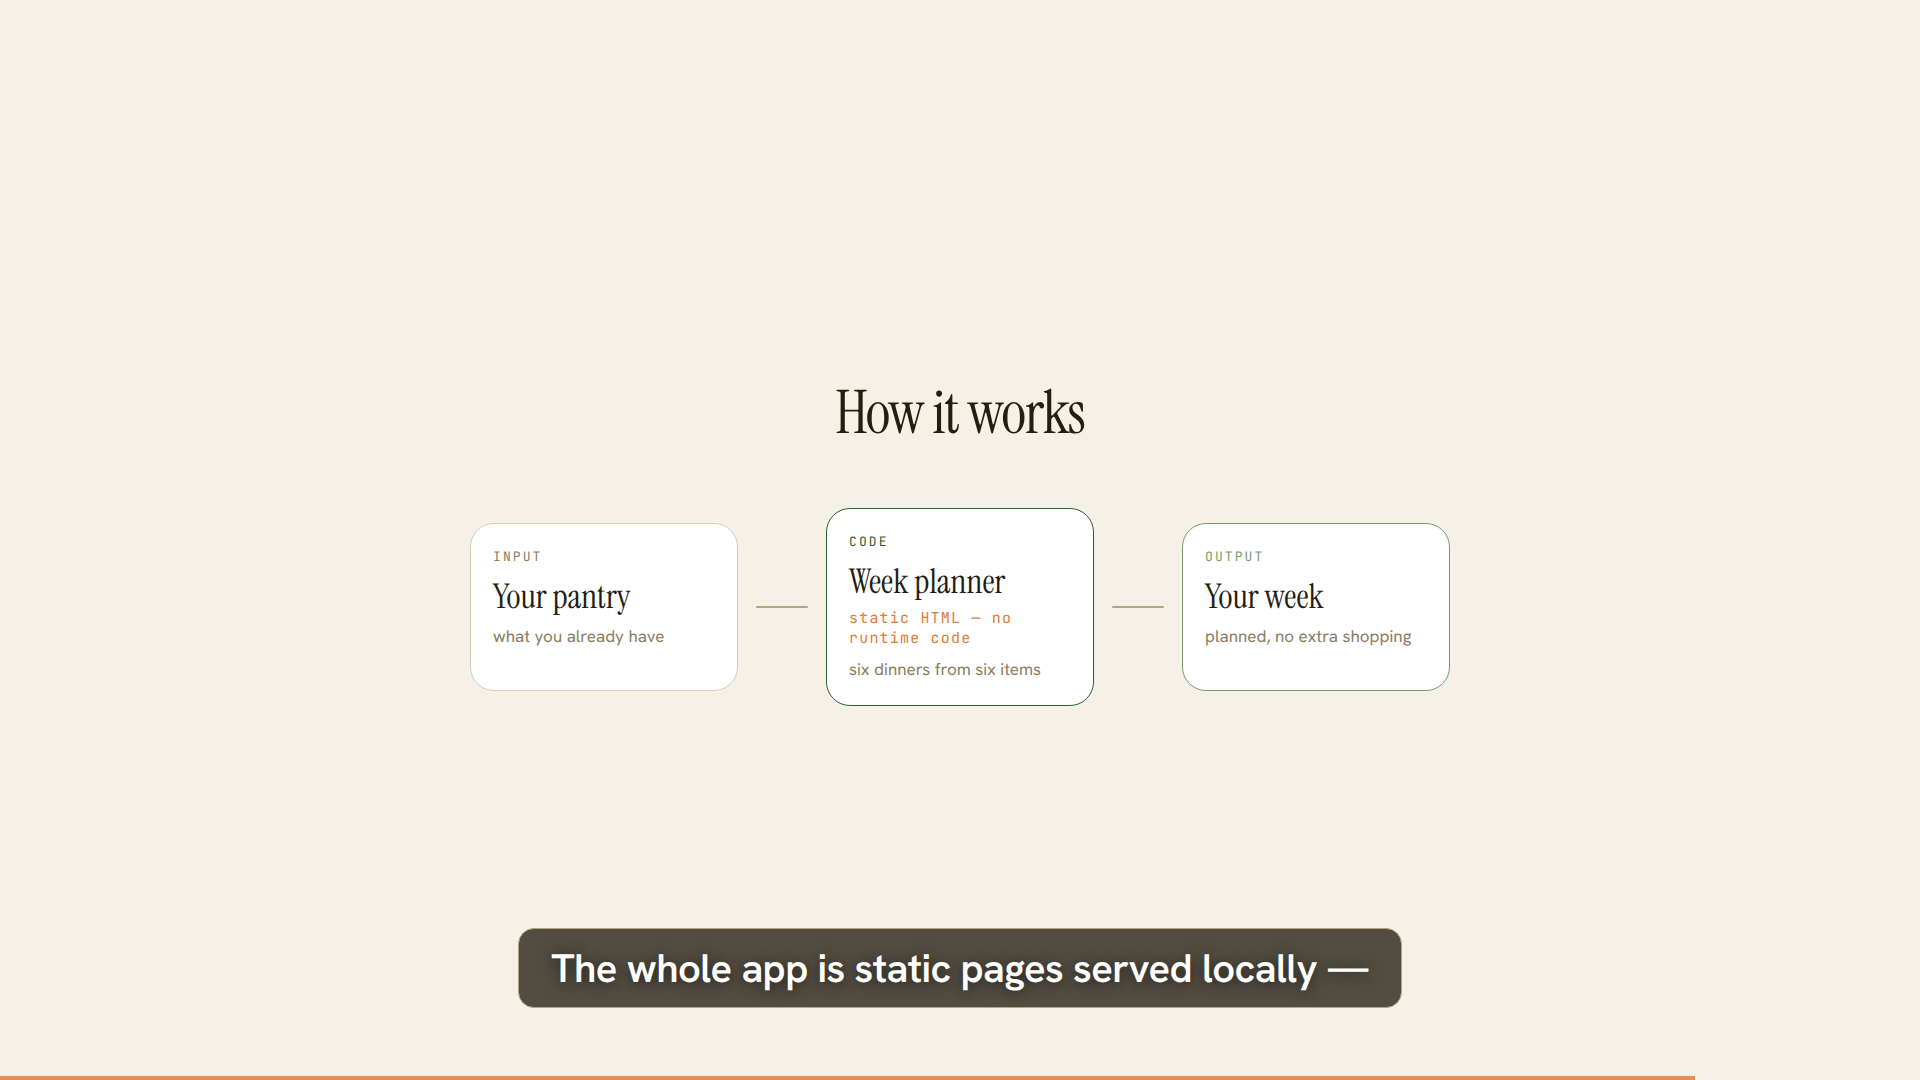 How it works
INPUT
Your pantry
what you already have
CODE
Week planner
static HTML — no
runtime code
six dinners from six items
OUTPUT
Your week
planned, no extra shopping
The whole app is static pages served locally —